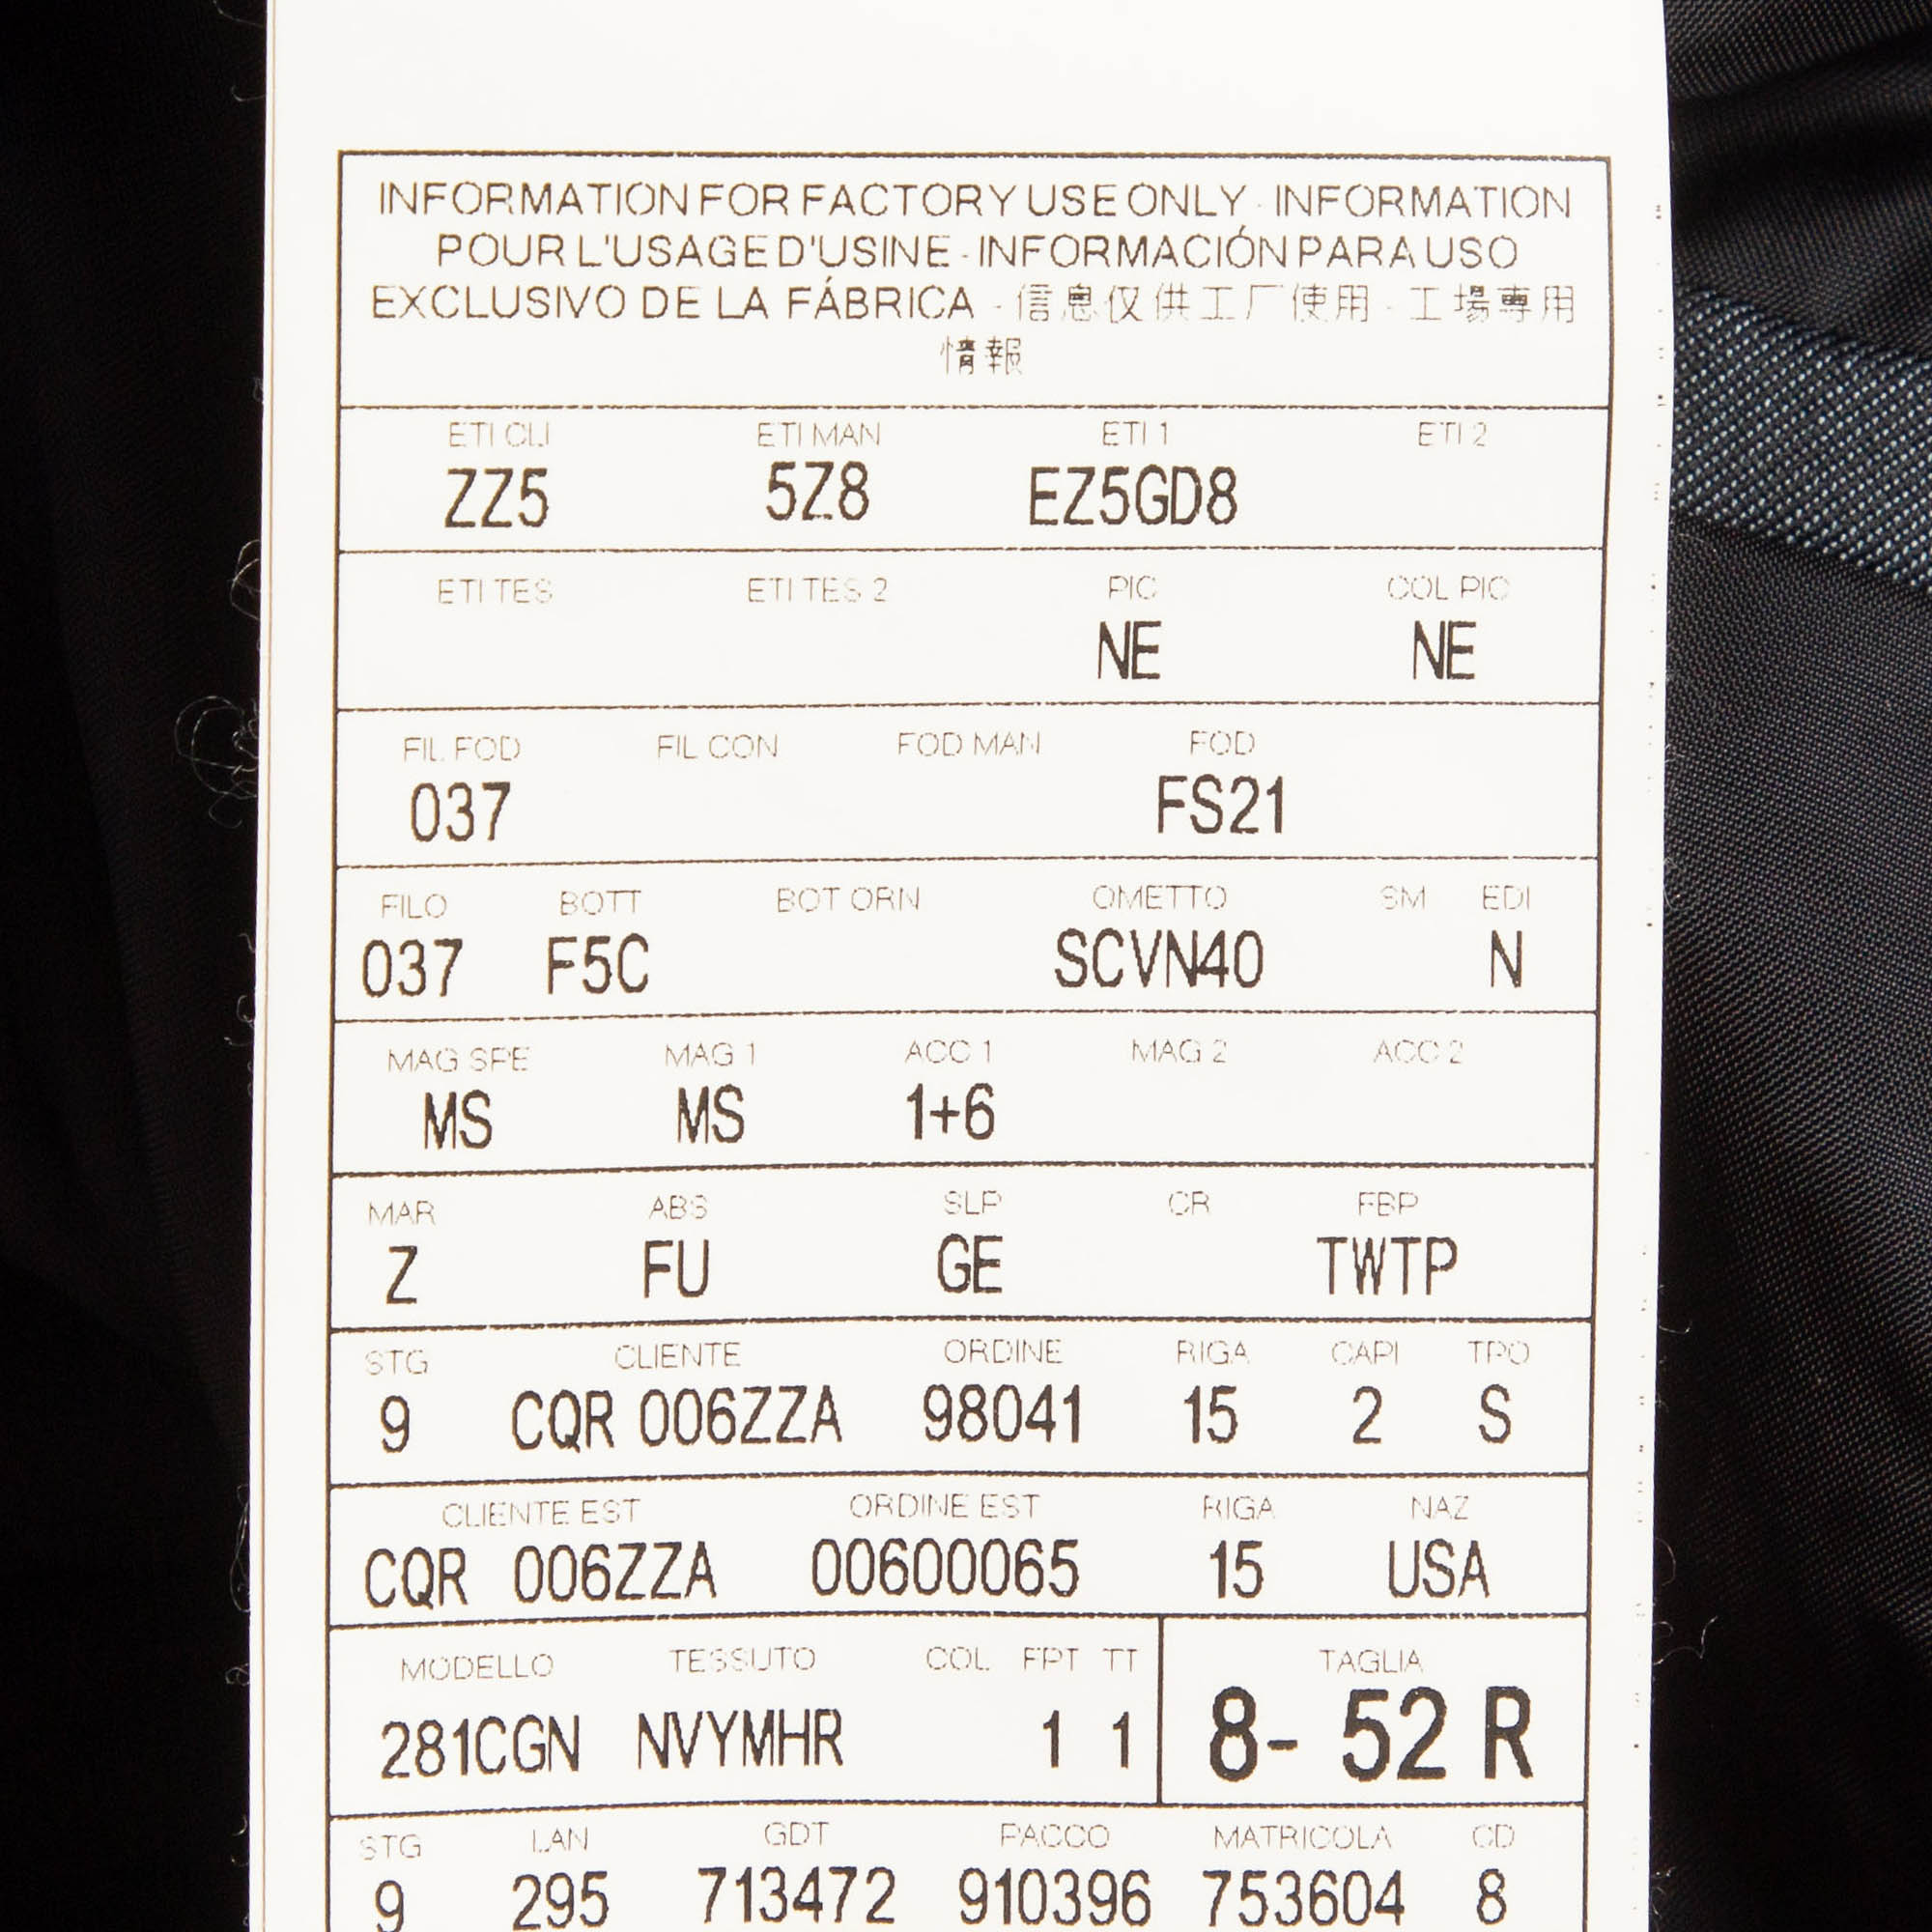 INFORMATION FOR FACTORY USE ONLY - INFORMATION
POUR L'USAGE D'USINE - INFORMACIÓN PARA USO
EXCLUSIVO DE LA FÁBRICA - 信息仅供工厂使用 - 工場専用
情報
ETI CLI ETI MAN ETI 1 ETI 2
ZZ5 5Z8 EZ5GD8
ETI TES ETI TES 2 PIC COL PIC
NE NE
FIL FOD FIL CON FOD MAN FOD
037 FS21
FILO BOTT BOT ORN OMETTO SM EDI
037 F5C SCVN40 N
MAG SPE MAG 1 ACC 1 MAG 2 ACC 2
MS MS 1+6
MAR ABS SLP CR FBP
Z FU GE TWTP
STG CLIENTE ORDINE RIGA CAPI TPO
9 CQR 006ZZA 98041 15 2 S
CLIENTE EST ORDINE EST RIGA NAZ
CQR 006ZZA 00600065 15 USA
MODELLO TESSUTO COL FPT TT TAGLIA
281CGN NVYMHR 1 1 8- 52 R
STG LAN GDT PACCO MATRICOLA CD
9 295 713472 910396 753604 8